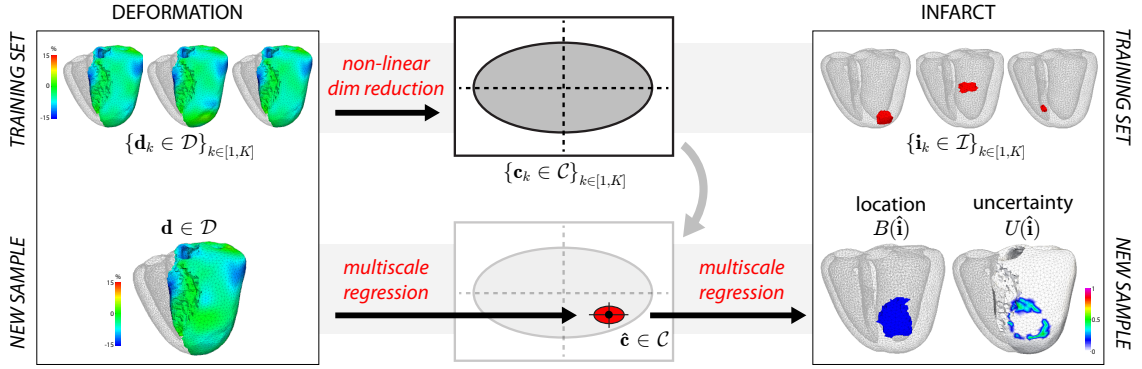 DEFORMATION
INFARCT
TRAINING SET
%
15
0
-15
{d_k ∈ D}_{k∈[1,K]}
non-linear
dim reduction
{c_k ∈ C}_{k∈[1,K]}
{i_k ∈ I}_{k∈[1,K]}
TRAINING SET
NEW SAMPLE
d ∈ D
%
15
0
-15
multiscale
regression
ĉ ∈ C
multiscale
regression
location
B(î)
uncertainty
U(î)
1
0.5
0
NEW SAMPLE